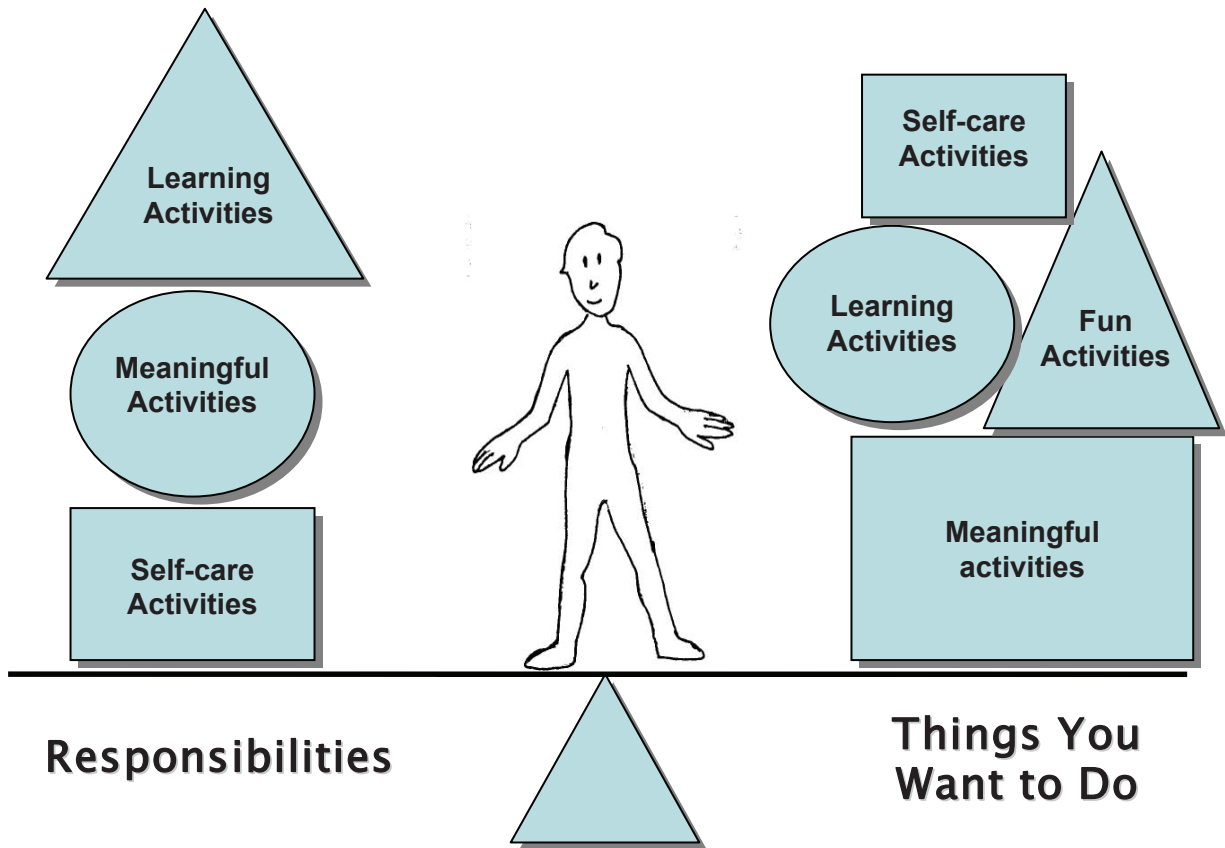 Learning
Activities
Meaningful
Activities
Self-care
Activities
Self-care
Activities
Learning
Activities
Fun
Activities
Meaningful
activities
Responsibilities
Things You
Want to Do